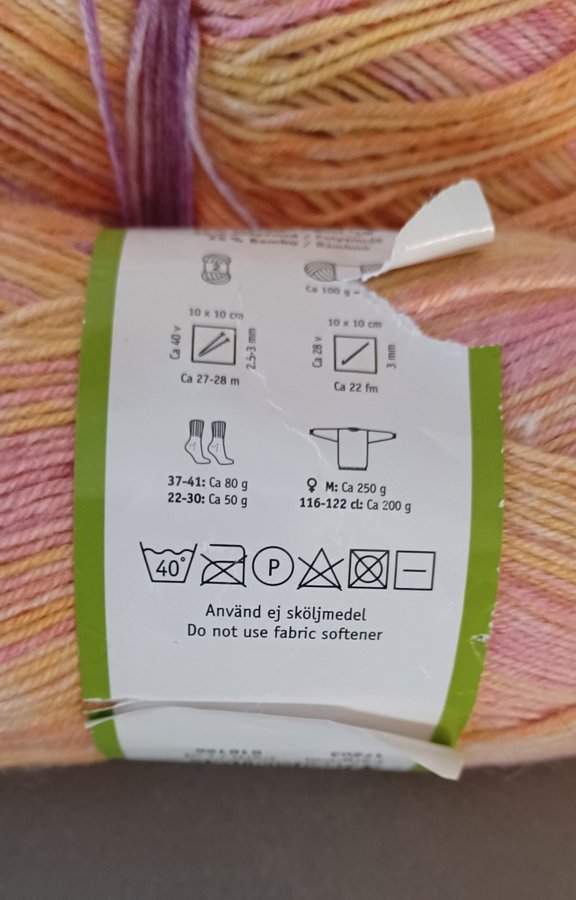 25 % Bambu / Bamboo
Ca 100 g =
10 x 10 cm
Ca 40 v
2.5-3 mm
Ca 27-28 m
10 x 10 cm
Ca 28 v
3 mm
Ca 22 fm
37-41: Ca 80 g
22-30: Ca 50 g
♀ M: Ca 250 g
116-122 cl: Ca 200 g
40° P
Använd ej sköljmedel
Do not use fabric softener